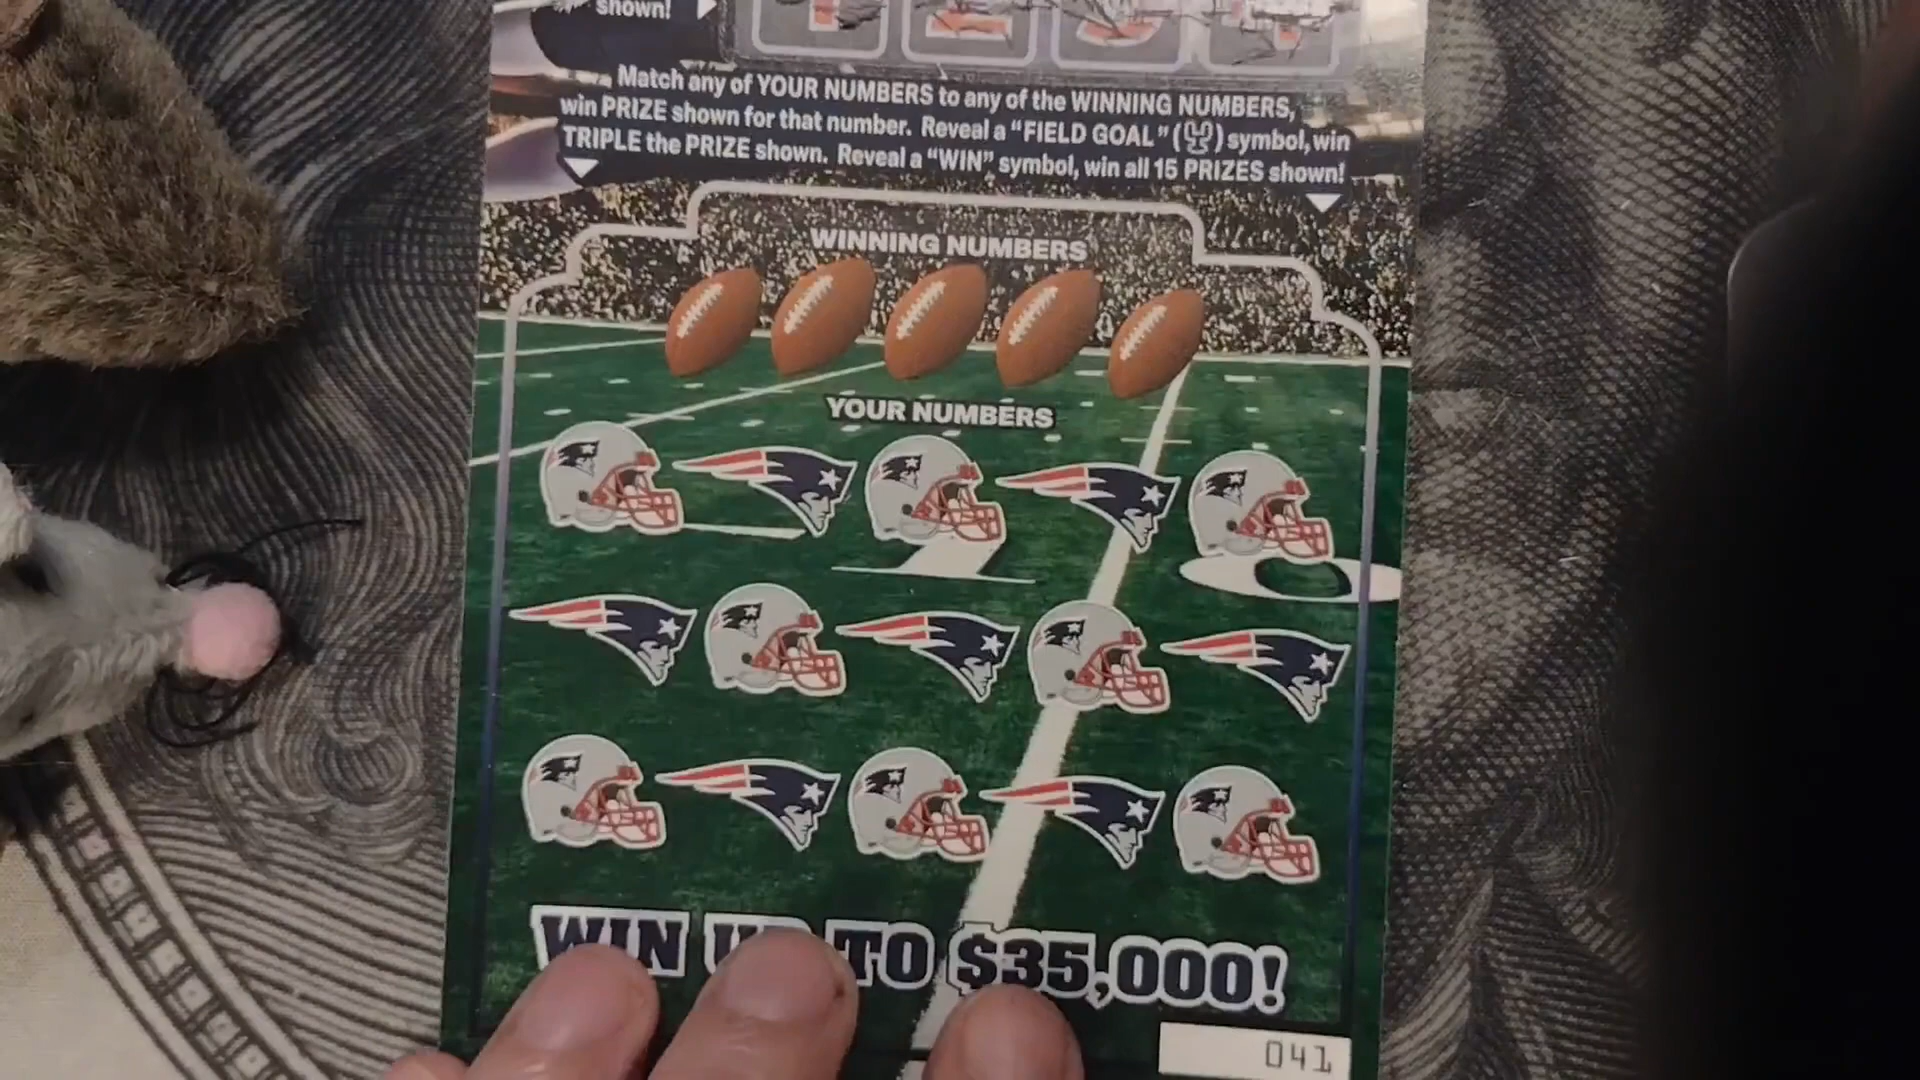 shown!
Match any of YOUR NUMBERS to any of the WINNING NUMBERS,
win PRIZE shown for that number. Reveal a "FIELD GOAL" ( ) symbol, win
TRIPLE the PRIZE shown. Reveal a "WIN" symbol, win all 15 PRIZES shown!
WINNING NUMBERS
YOUR NUMBERS
WIN UP TO $35,000!
041